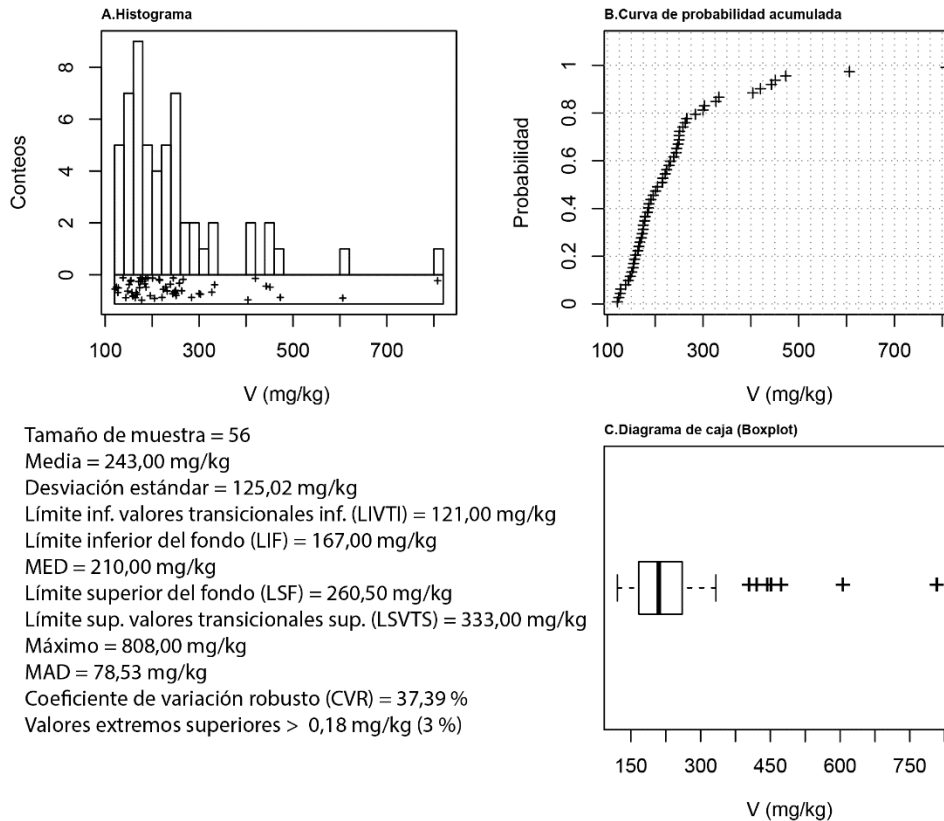 A.Histograma
Conteos
8
6
4
2
0
100 300 500 700
V (mg/kg)
B.Curva de probabilidad acumulada
Probabilidad
1
0.8
0.6
0.4
0.2
0
100 300 500 700
V (mg/kg)
Tamaño de muestra = 56
Media = 243,00 mg/kg
Desviación estándar = 125,02 mg/kg
Límite inf. valores transicionales inf. (LIVTI) = 121,00 mg/kg
Límite inferior del fondo (LIF) = 167,00 mg/kg
MED = 210,00 mg/kg
Límite superior del fondo (LSF) = 260,50 mg/kg
Límite sup. valores transicionales sup. (LSVTS) = 333,00 mg/kg
Máximo = 808,00 mg/kg
MAD = 78,53 mg/kg
Coeficiente de variación robusto (CVR) = 37,39 %
Valores extremos superiores > 0,18 mg/kg (3 %)
C.Diagrama de caja (Boxplot)
150 300 450 600 750
V (mg/kg)